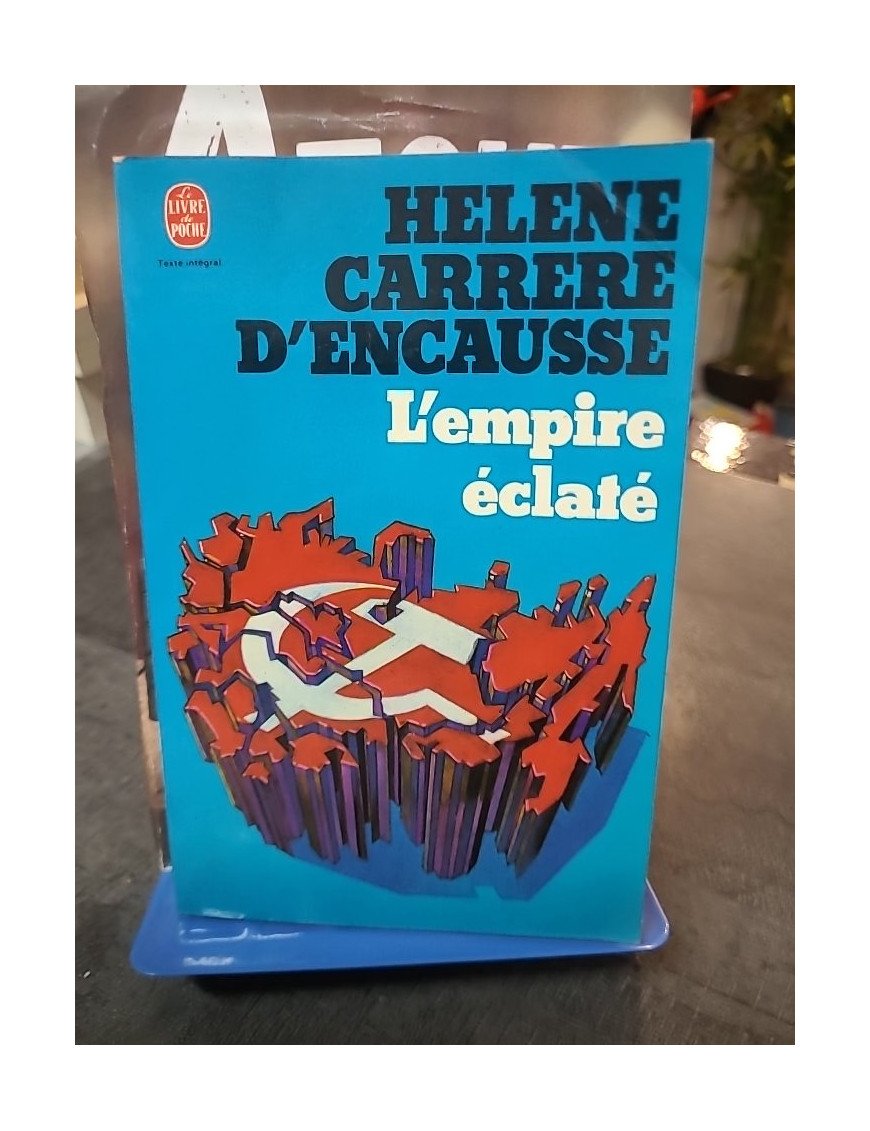 Le
LIVRE
de
POCHE
Texte intégral
HELENE
CARRERE
D'ENCAUSSE
L'empire
éclaté